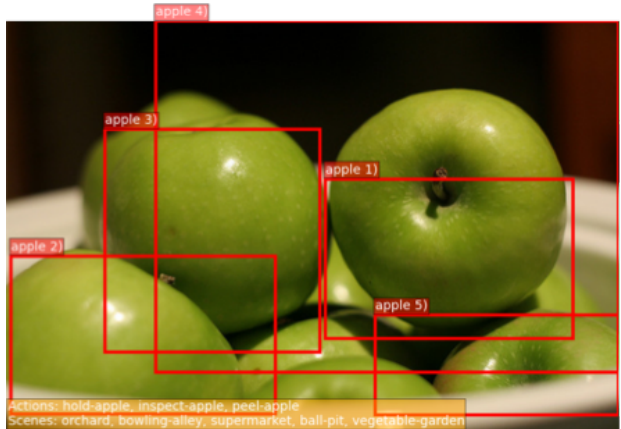 apple 4)
apple 3)
apple 1)
apple 2)
apple 5)
Actions: hold-apple, inspect-apple, peel-apple
Scenes: orchard, bowling-alley, supermarket, ball-pit, vegetable-garden